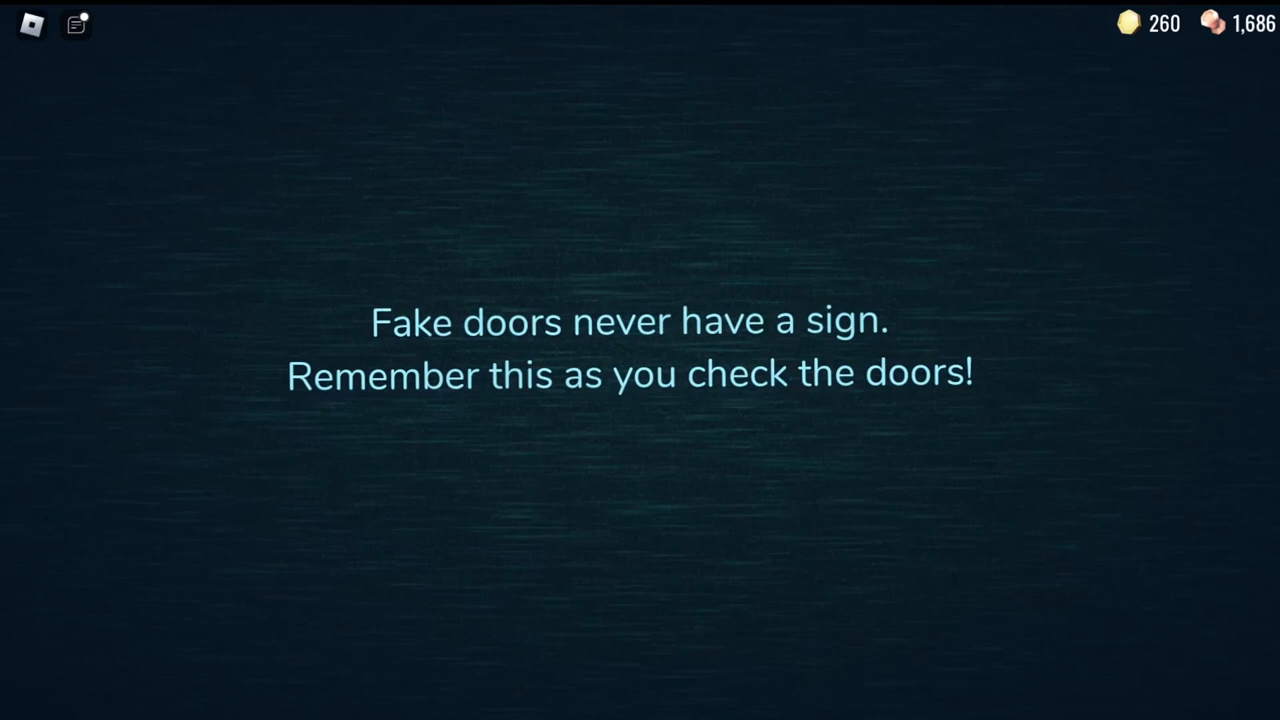 260 1,686
Fake doors never have a sign.
Remember this as you check the doors!